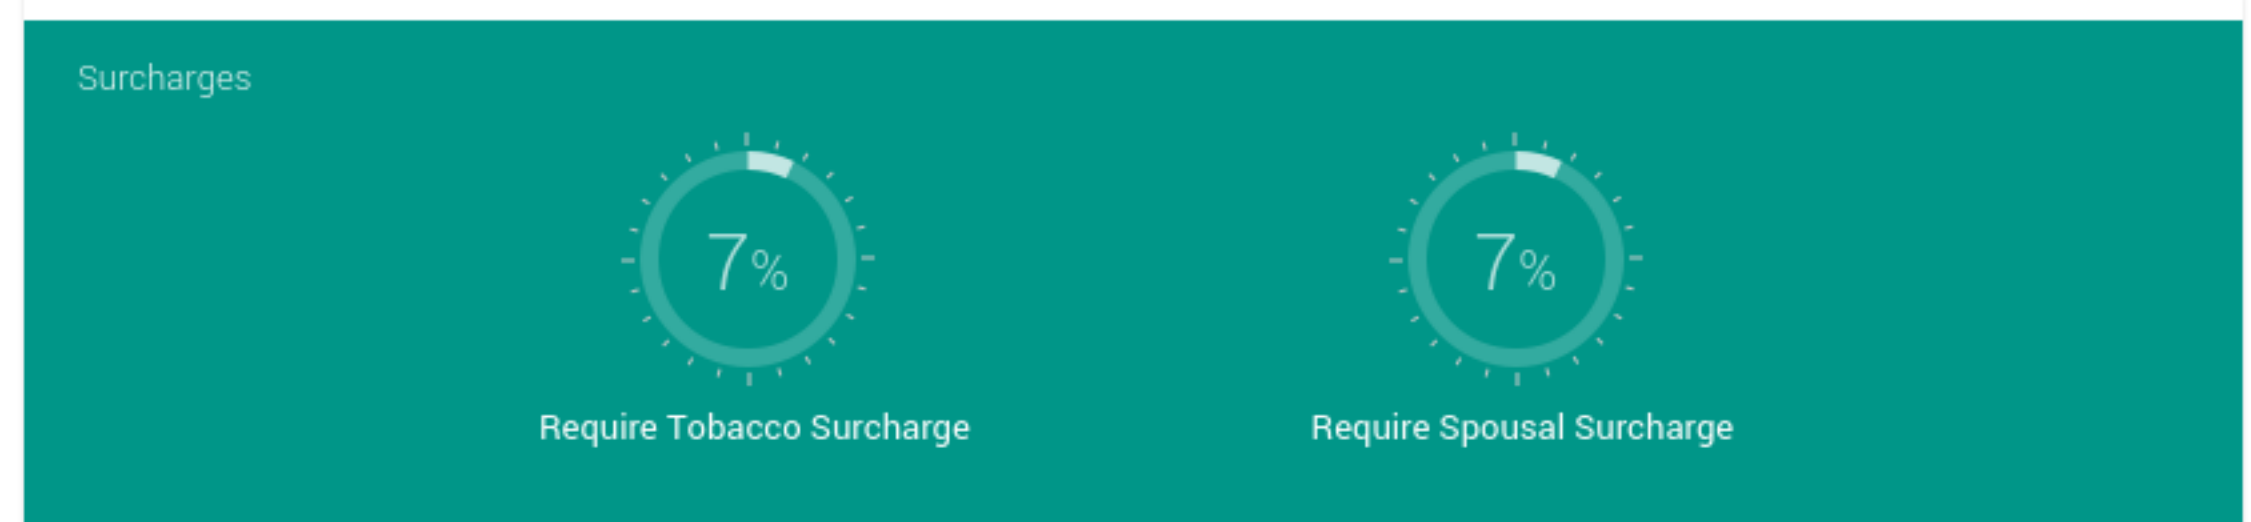 Surcharges
7%
7%
Require Tobacco Surcharge
Require Spousal Surcharge